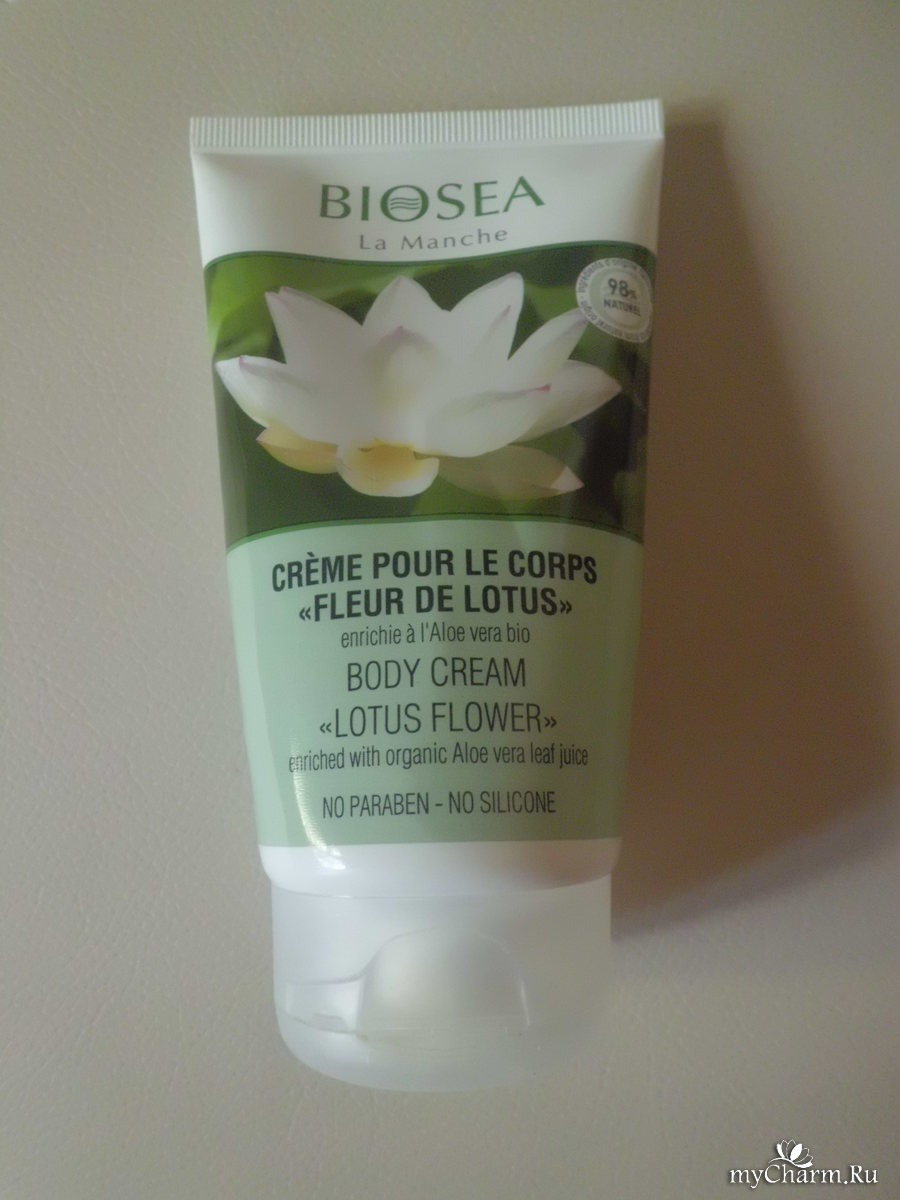 BIOSEA
La Manche
98%
NATUREL
CRÈME POUR LE CORPS
«FLEUR DE LOTUS»
enrichie à l'Aloe vera bio
BODY CREAM
«LOTUS FLOWER»
enriched with organic Aloe vera leaf juice
NO PARABEN - NO SILICONE
myCharm.Ru